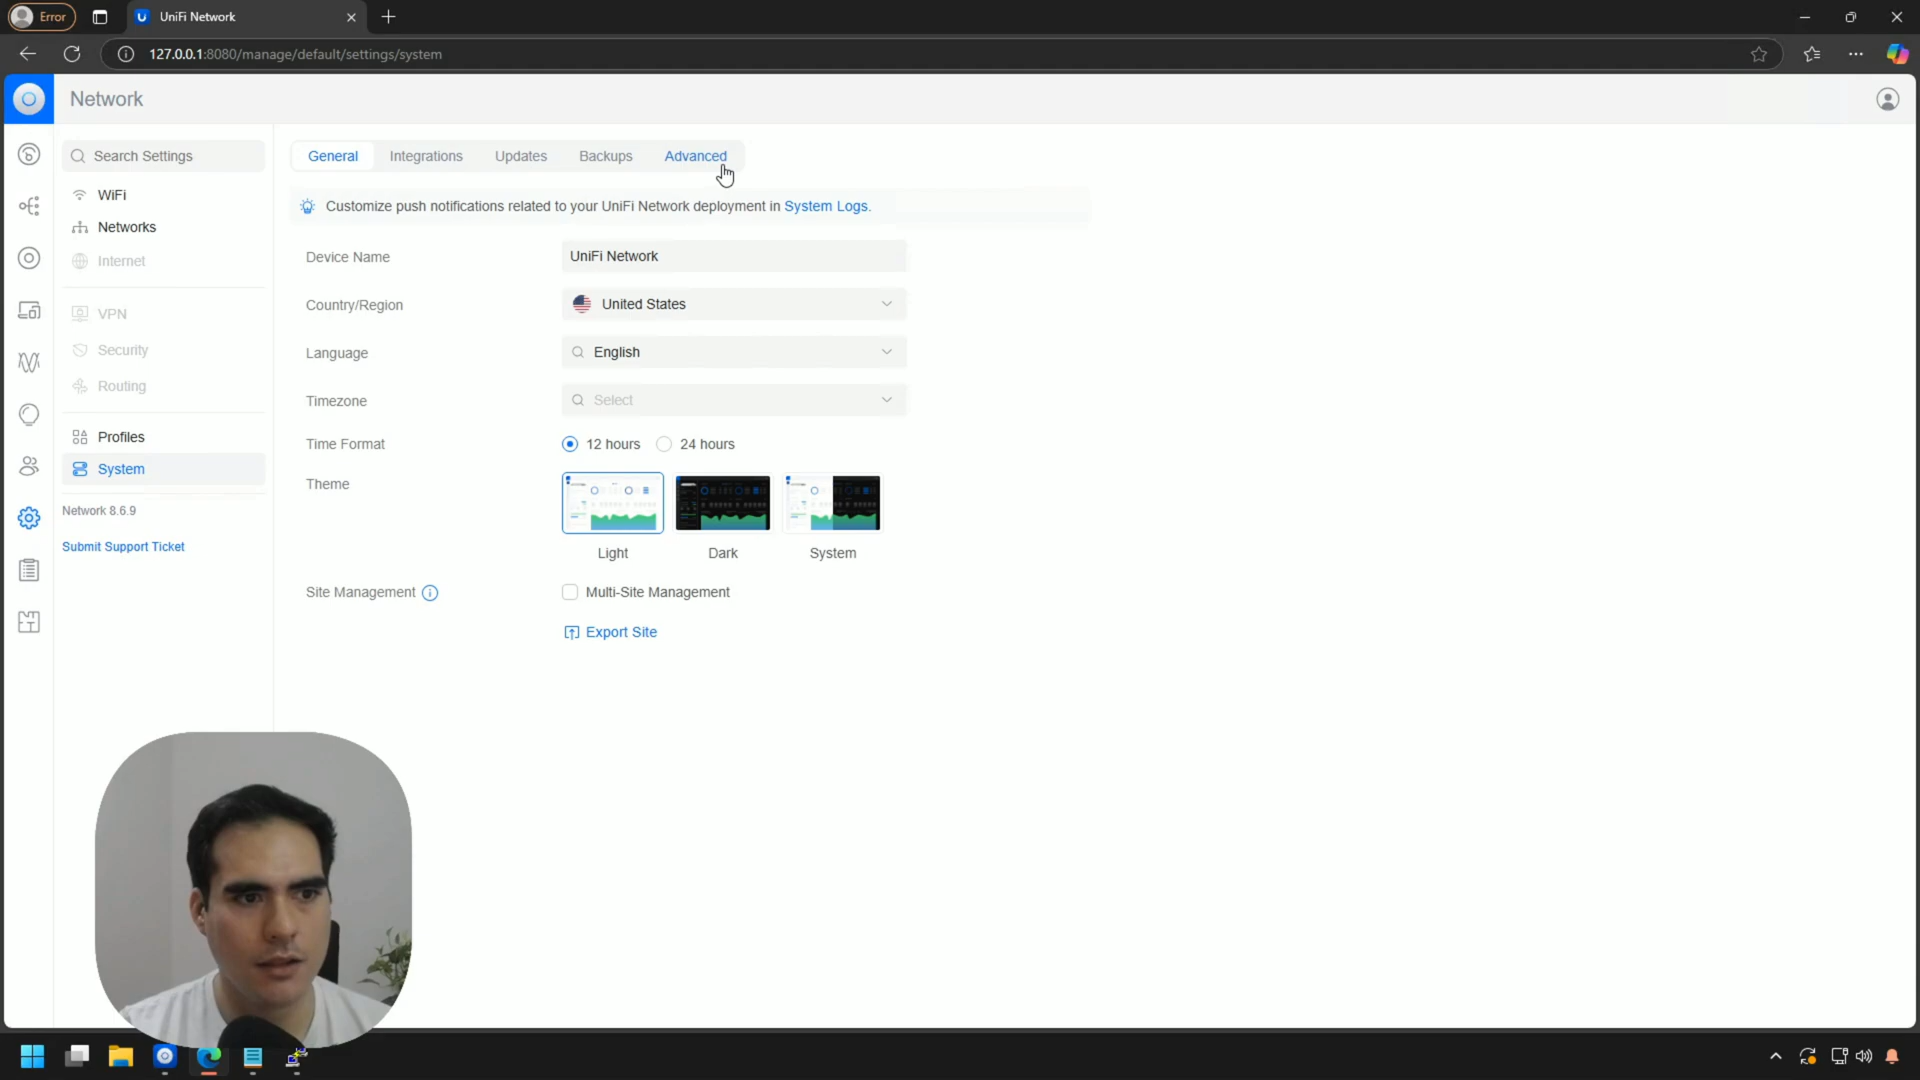 Error
UniFi Network
127.0.0.1:8080/manage/default/settings/system
Network
Search Settings
WiFi
Networks
Internet
VPN
Security
Routing
Profiles
System
Network 8.6.9
Submit Support Ticket
General Integrations Updates Backups Advanced
Customize push notifications related to your UniFi Network deployment in System Logs.
Device Name UniFi Network
Country/Region United States
Language English
Timezone Select
Time Format 12 hours 24 hours
Theme
Light Dark System
Site Management Multi-Site Management
Export Site